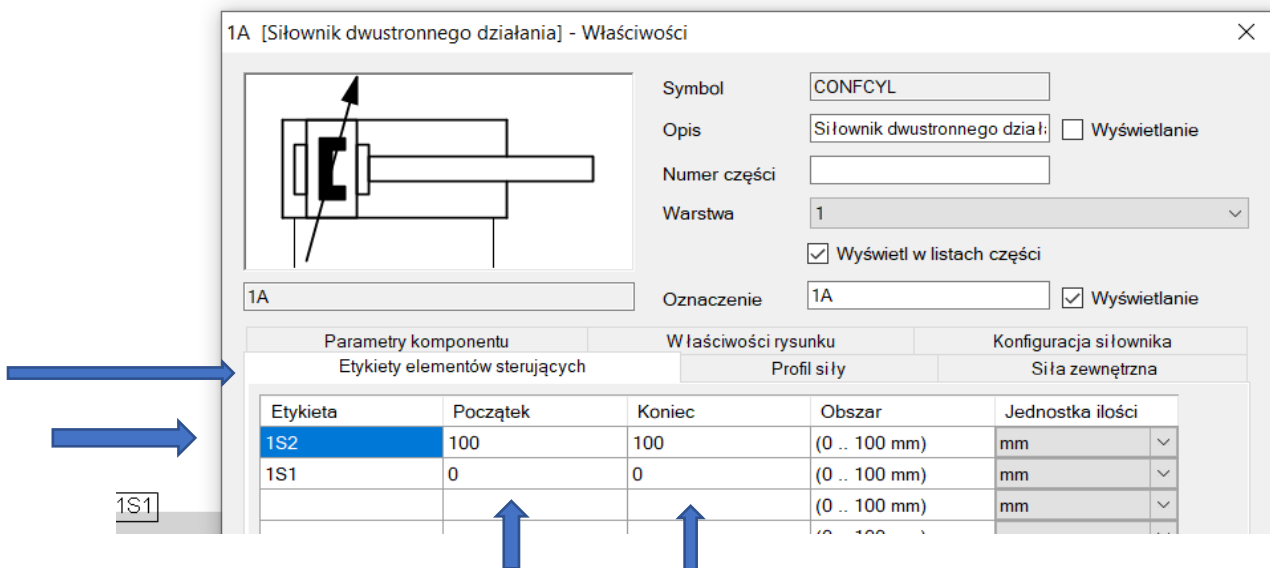 1A [Siłownik dwustronnego działania] - Właściwości
Symbol CONFCYL
Opis Siłownik dwustronnego dział Wyświetlanie
Numer części
Warstwa 1
Wyświetl w listach części
1A Oznaczenie 1A Wyświetlanie
Parametry komponentu Właściwości rysunku Konfiguracja siłownika
Etykiety elementów sterujących Profil siły Siła zewnętrzna
Etykieta Początek Koniec Obszar Jednostka ilości
1S2 100 100 (0 .. 100 mm) mm
1S1 0 0 (0 .. 100 mm) mm
1S1 (0 .. 100 mm) mm